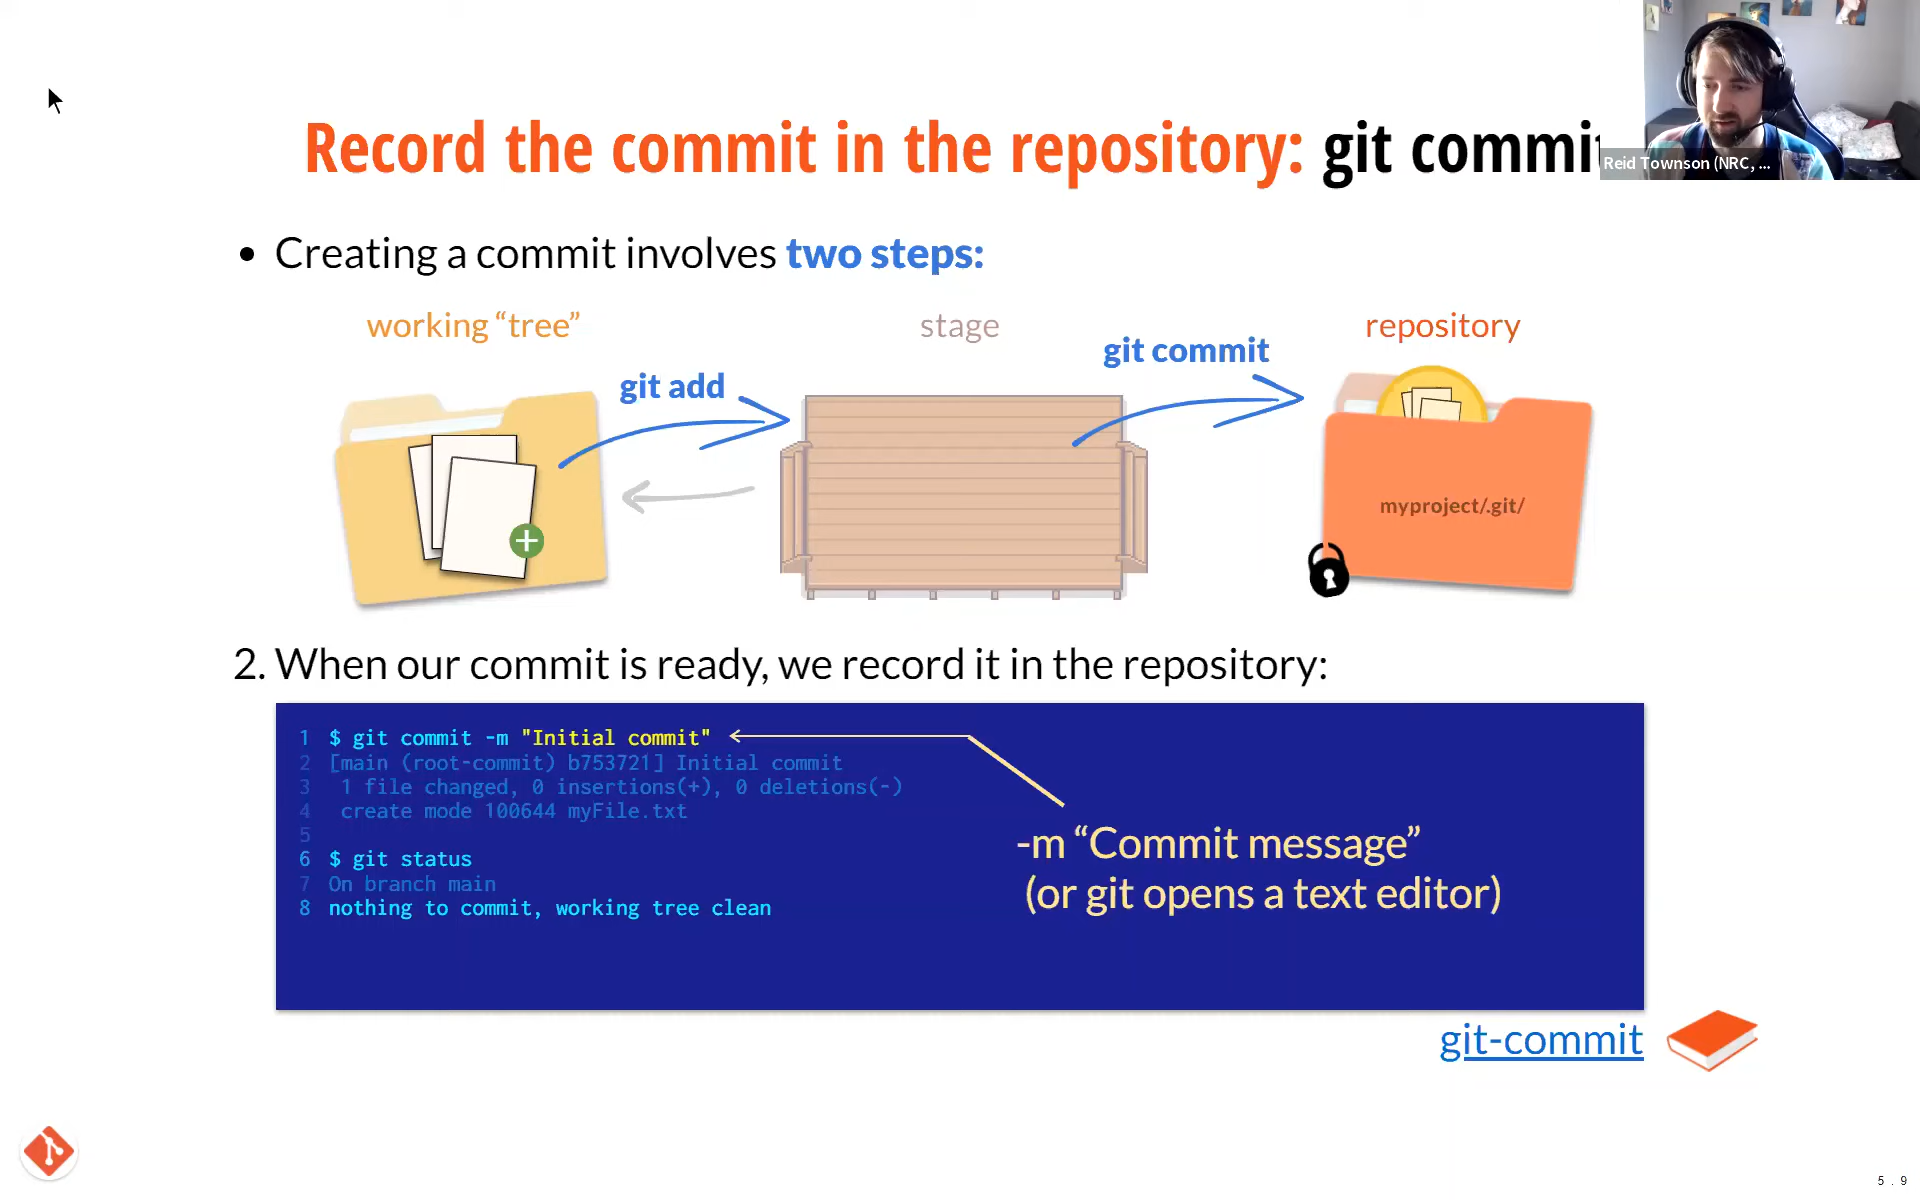 Record the commit in the repository: git commit
Reid Townson (NRC, ...
• Creating a commit involves two steps:
working “tree”
stage
repository
git add
git commit
myproject/.git/
2. When our commit is ready, we record it in the repository:
1 $ git commit -m "Initial commit"
2 [main (root-commit) b753721] Initial commit
3 1 file changed, 0 insertions(+), 0 deletions(-)
4 create mode 100644 myFile.txt
5
6 $ git status
7 On branch main
8 nothing to commit, working tree clean
-m “Commit message”
(or git opens a text editor)
git-commit
5 . 9